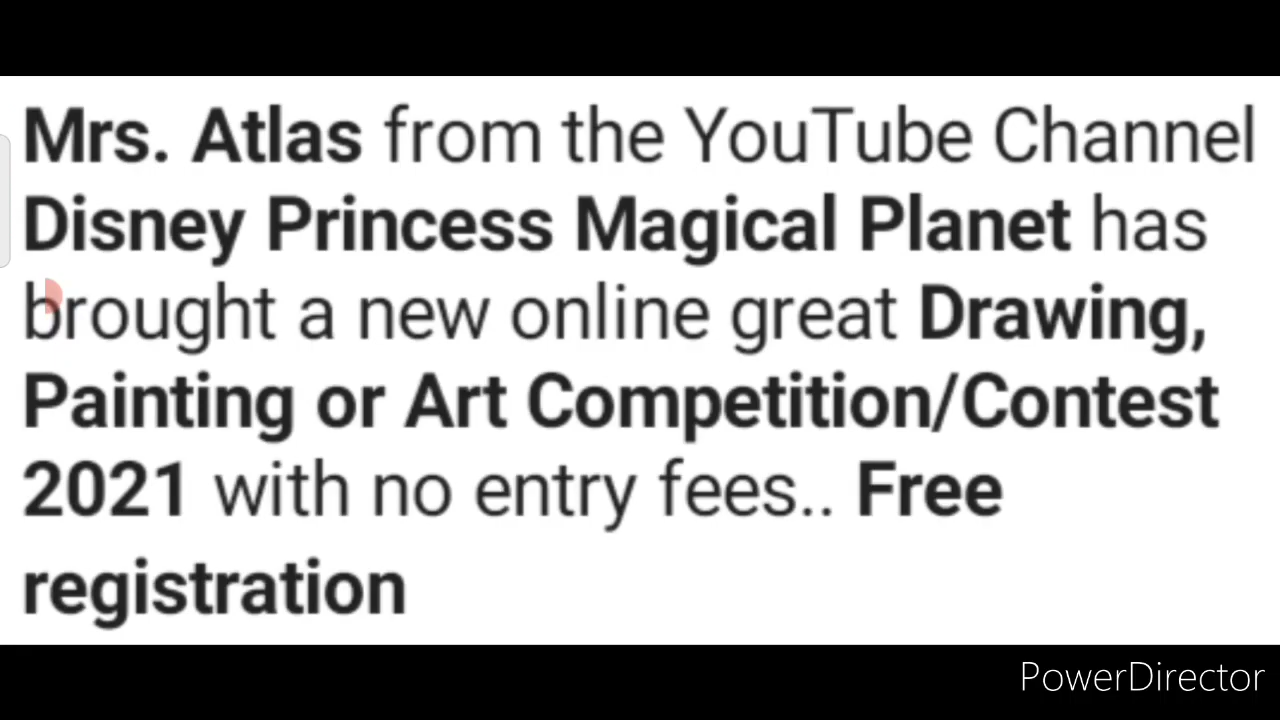 Mrs. Atlas from the YouTube Channel
Disney Princess Magical Planet has
brought a new online great Drawing,
Painting or Art Competition/Contest
2021 with no entry fees.. Free
registration
PowerDirector